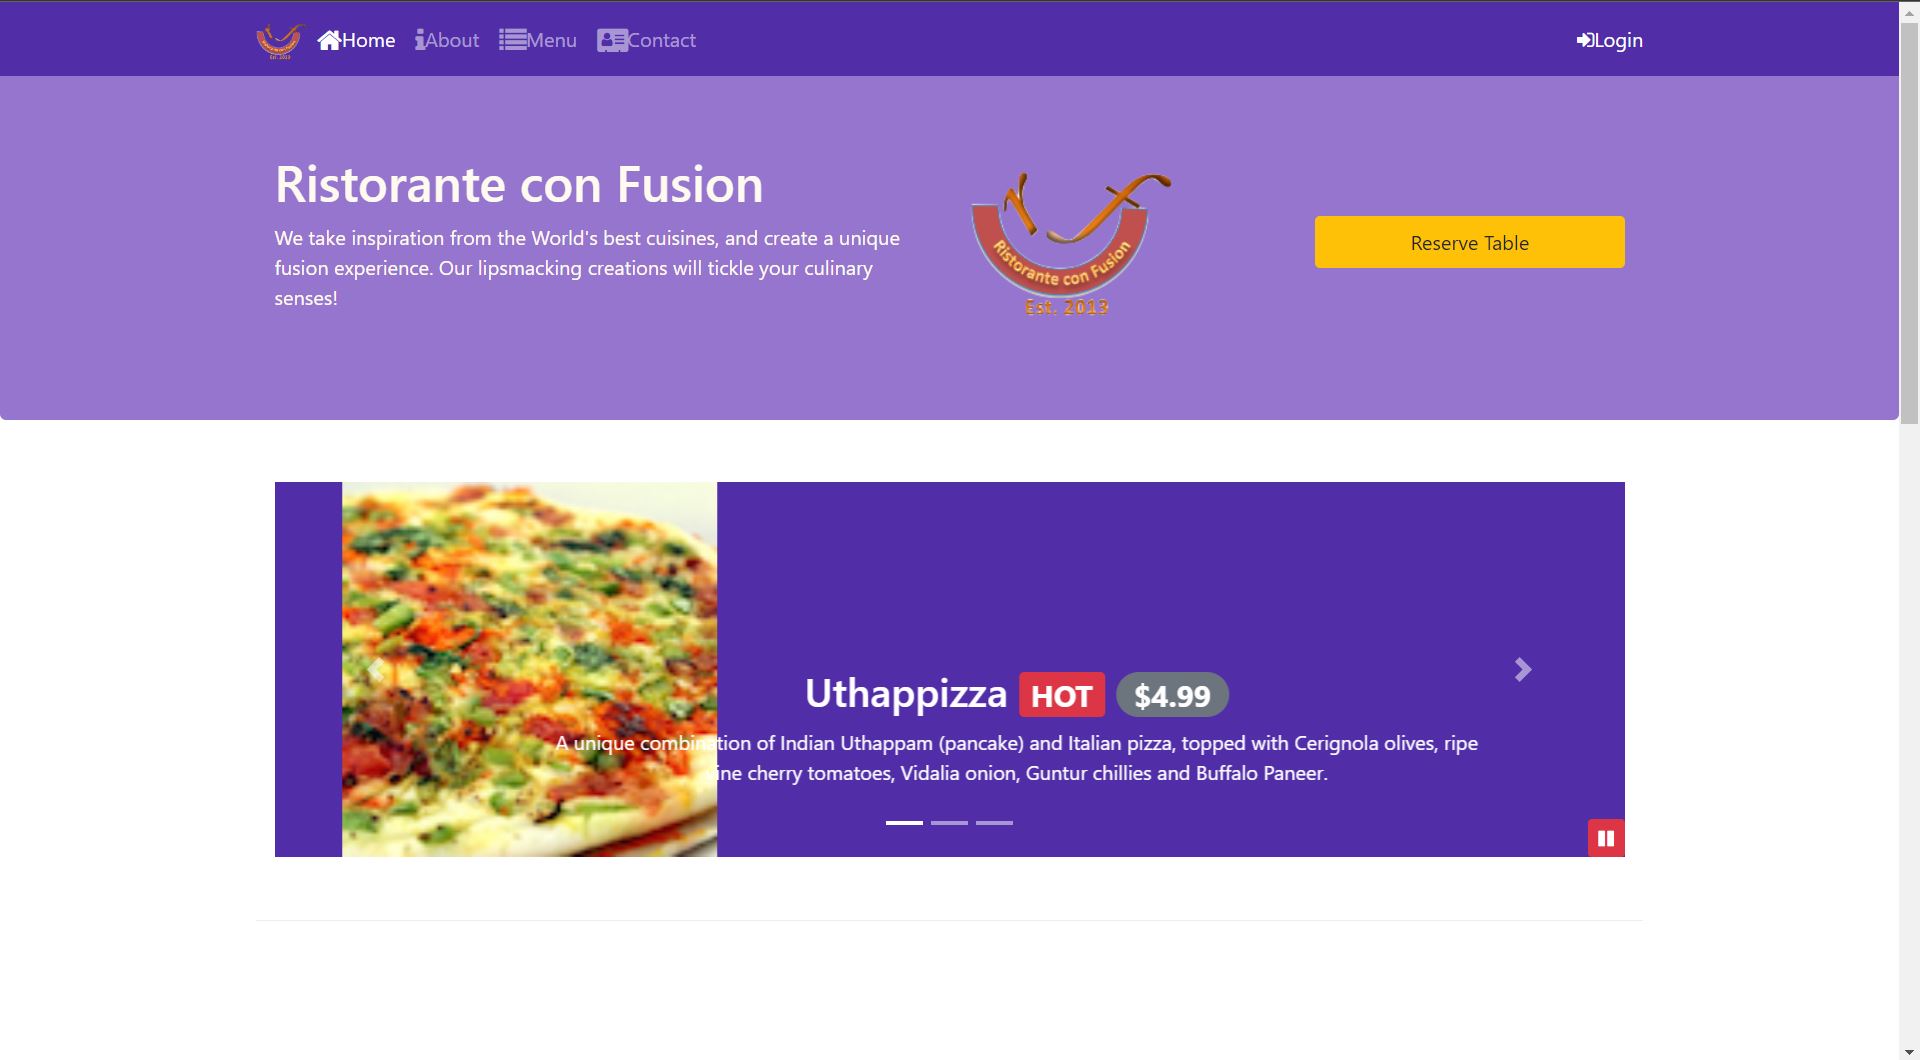 Home About Menu Contact Login
Ristorante con Fusion
We take inspiration from the World's best cuisines, and create a unique
fusion experience. Our lipsmacking creations will tickle your culinary
senses!
Ristorante con Fusion
Est. 2013
Reserve Table
Uthappizza HOT $4.99
A unique combination of Indian Uthappam (pancake) and Italian pizza, topped with Cerignola olives, ripe
vine cherry tomatoes, Vidalia onion, Guntur chillies and Buffalo Paneer.